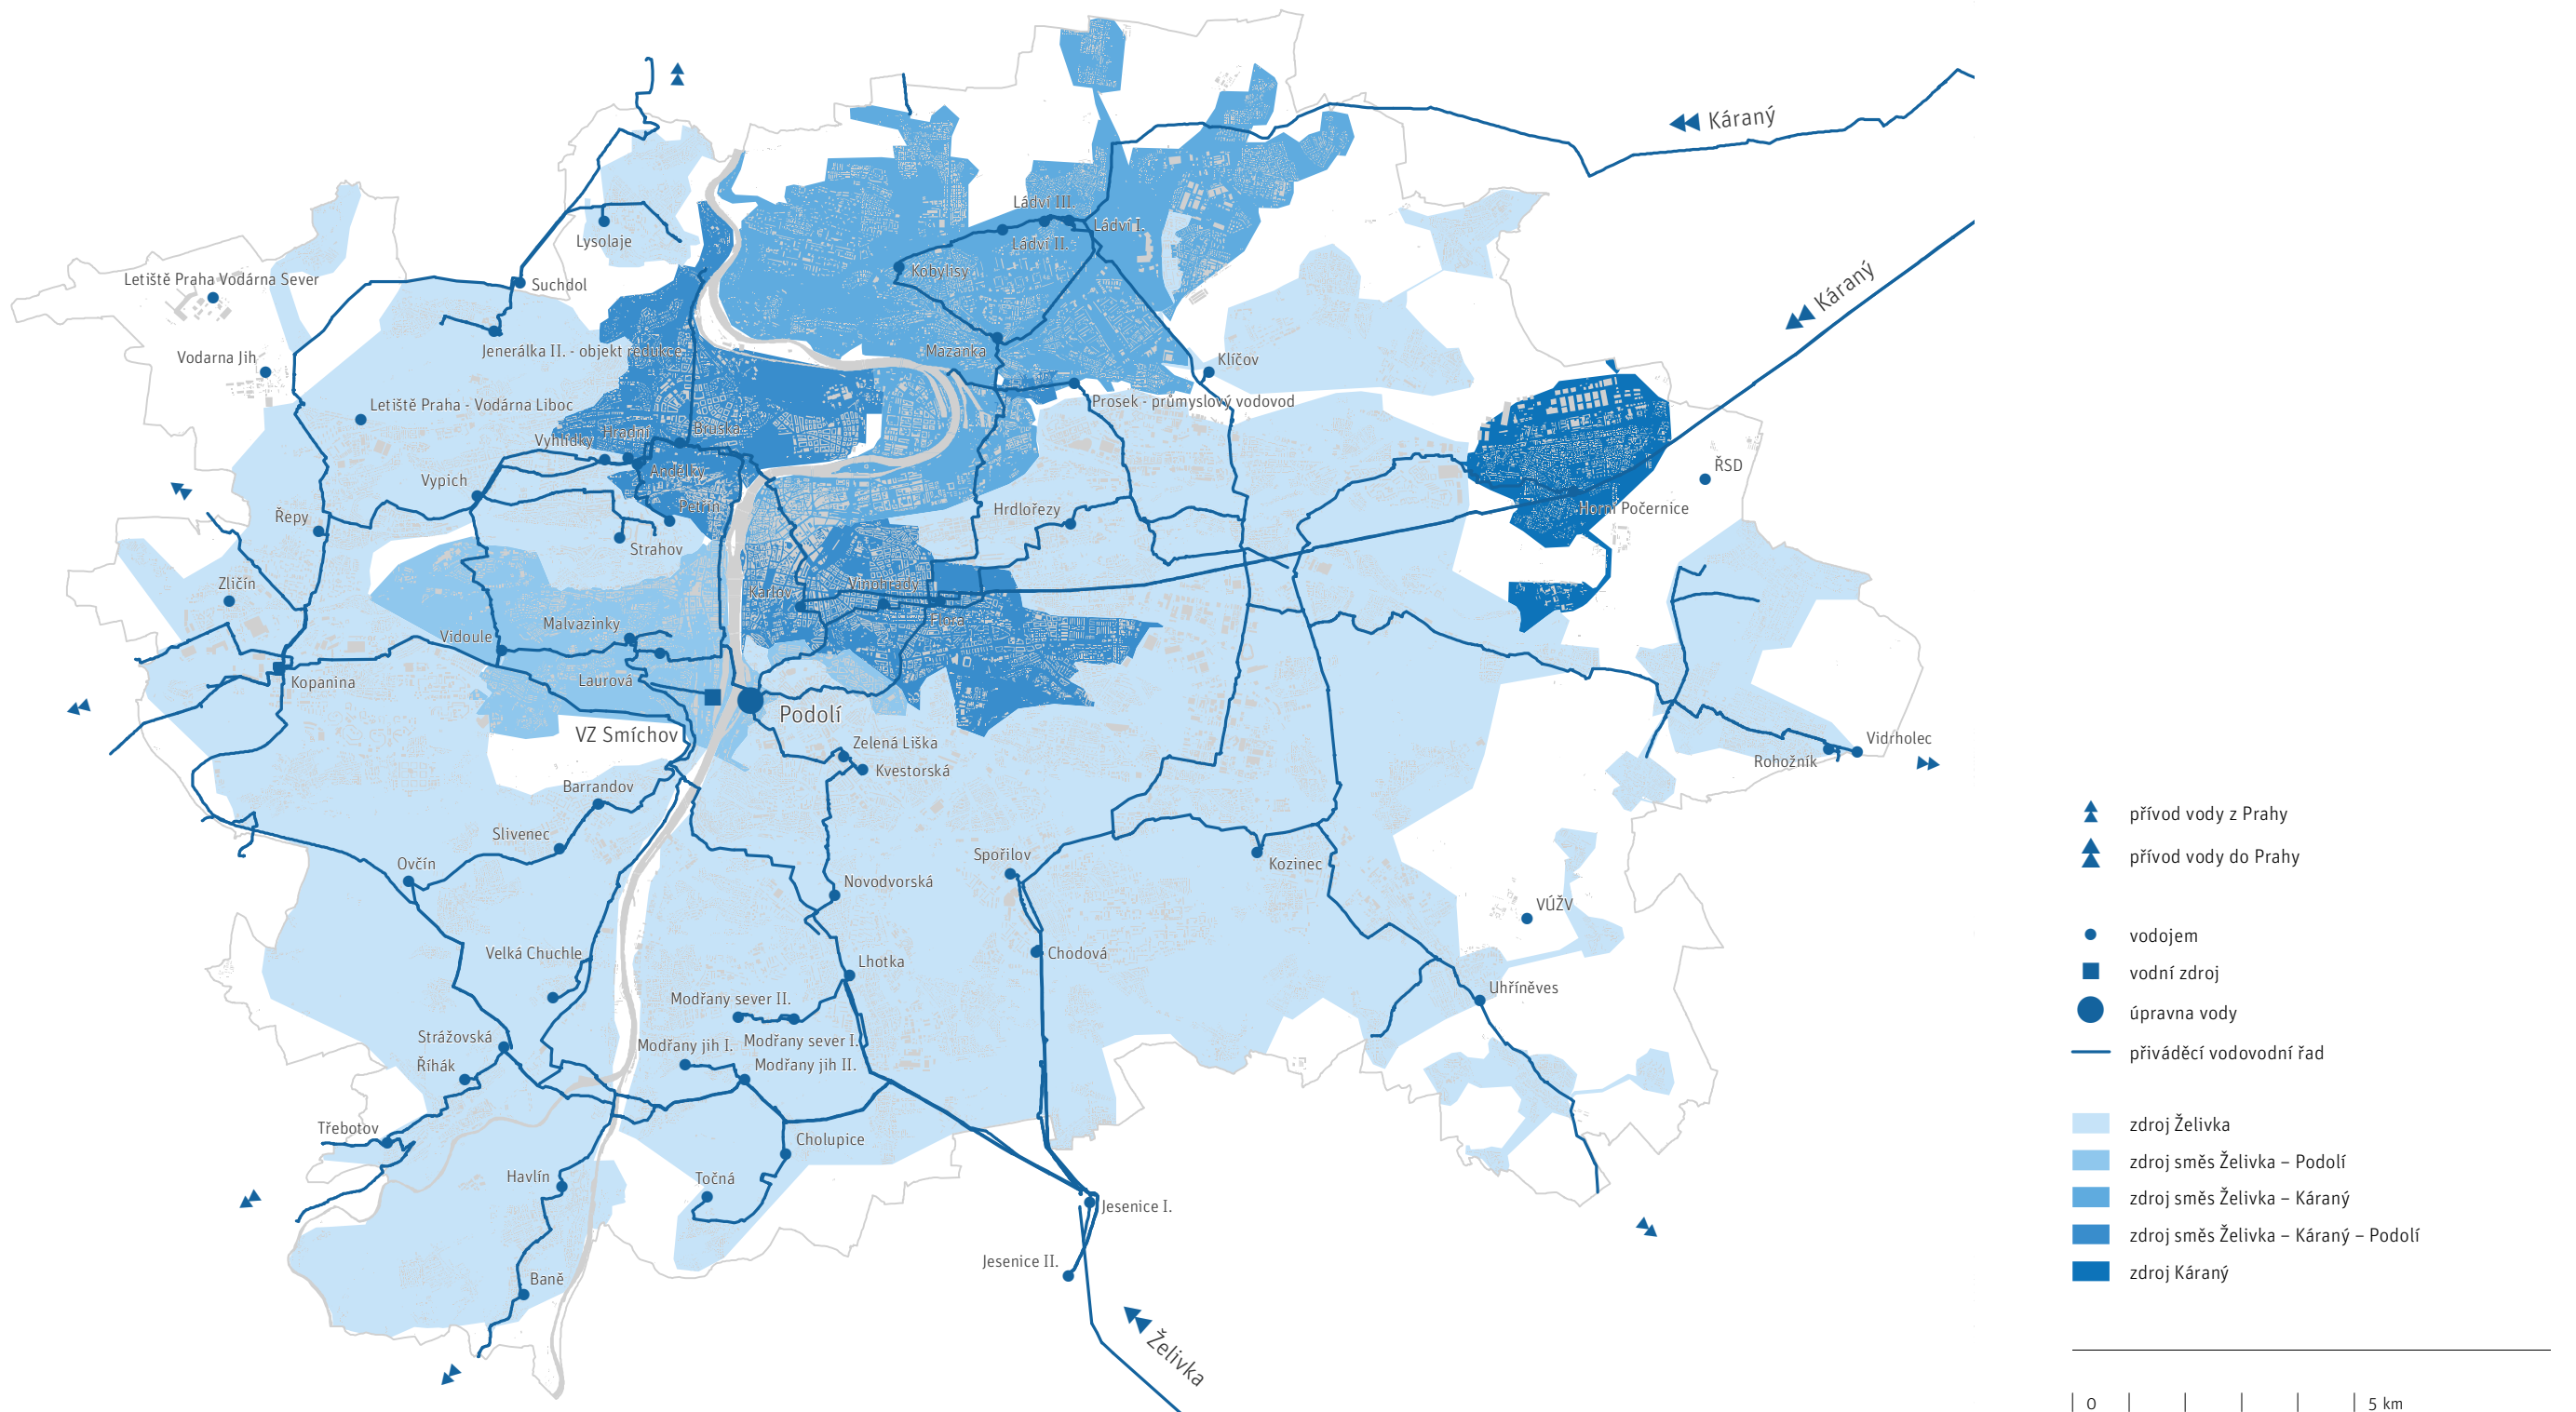 Káraný
Káraný
Ládví III.
Ládví I.
Ládví II.
Lysolaje
Kobylisy
Letiště Praha Vodárna Sever
Suchdol
Jenerálka II. - objekt redukce
Mazanka
Vodarna Jih
Klíčov
Letiště Praha - Vodárna Liboc
Prosek - průmyslový vodovod
Vyhlídky
Hradní
Bruska
Andělky
Vypich
ŘSD
Petřín
Horní Počernice
Hrdlořezy
Řepy
Strahov
Zličín
Vinohrady
Karlov
Flora
Malvazinky
Vidoule
Laurová
Kopanina
Podolí
VZ Smíchov
Zelená Liška
Kvestorská
Vidrholec
Rohožník
Barrandov
Slivenec
Spořilov
Kozinec
Ovčín
Novodvorská
VÚŽV
Velká Chuchle
Lhotka
Chodová
Uhříněves
Modřany sever II.
Modřany sever I.
Strážovská
Modřany jih I.
Modřany jih II.
Říhák
Třebotov
Cholupice
Havlín
Točná
Jesenice I.
Jesenice II.
Baně
Želivka
přívod vody z Prahy
přívod vody do Prahy
vodojem
vodní zdroj
úpravna vody
přiváděcí vodovodní řad
zdroj Želivka
zdroj směs Želivka – Podolí
zdroj směs Želivka – Káraný
zdroj směs Želivka – Káraný – Podolí
zdroj Káraný
0 5 km